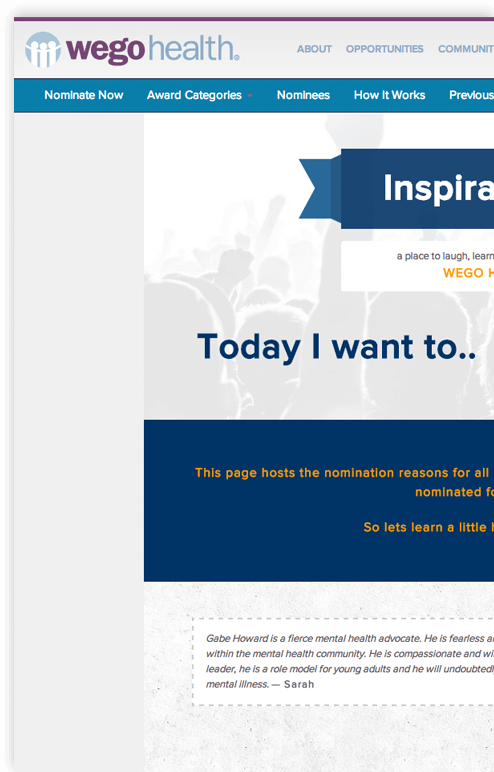 wego health®
ABOUT OPPORTUNITIES COMMUNIT
Nominate Now Award Categories Nominees How It Works Previous
Inspira
a place to laugh, learn
WEGO H
Today I want to..
This page hosts the nomination reasons for all
nominated fo
So lets learn a little h
Gabe Howard is a fierce mental health advocate. He is fearless a
within the mental health community. He is compassionate and wi
leader, he is a role model for young adults and he will undoubtedl
mental illness. — Sarah